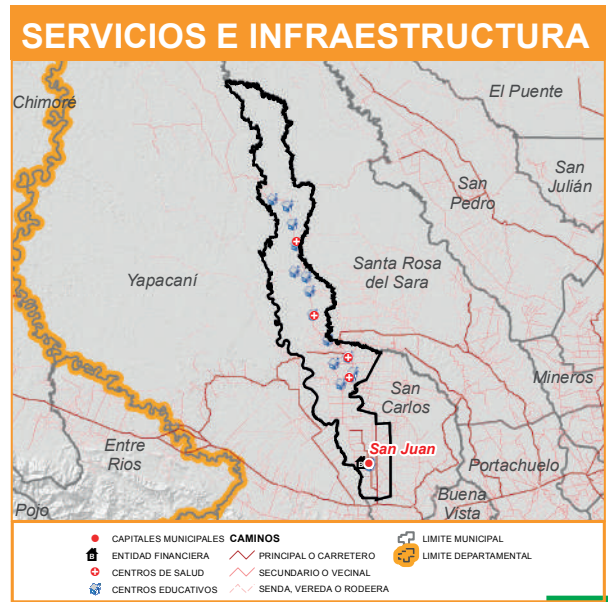 SERVICIOS E INFRAESTRUCTURA
Chimoré
El Puente
San
Julián
San
Pedro
Yapacaní
Santa Rosa
del Sara
Mineros
San
Carlos
Entre
Rios
San Juan
B
Portachuelo
Buena
Vista
Pojo
CAPITALES MUNICIPALES
B ENTIDAD FINANCIERA
CENTROS DE SALUD
CENTROS EDUCATIVOS
CAMINOS
PRINCIPAL O CARRETERO
SECUNDARIO O VECINAL
SENDA, VEREDA O RODEERA
LIMITE MUNICIPAL
LIMITE DEPARTAMENTAL